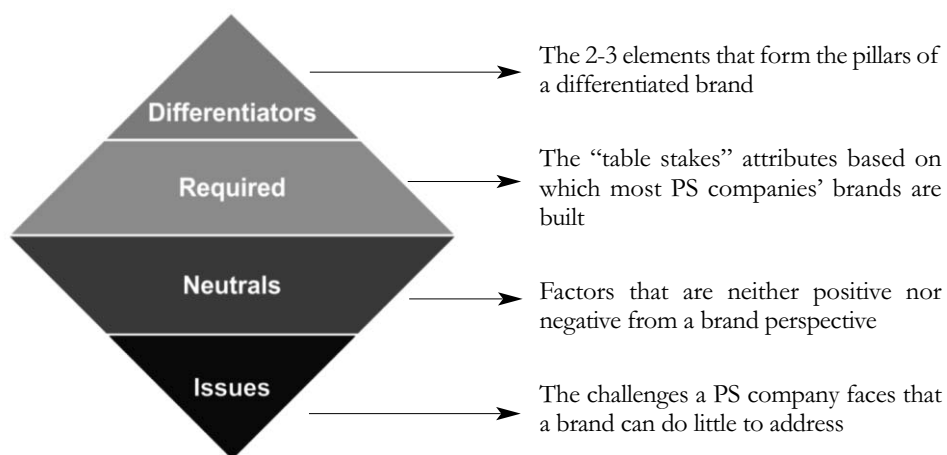 Differentiators
The 2-3 elements that form the pillars of
a differentiated brand
Required
The “table stakes” attributes based on
which most PS companies’ brands are
built
Neutrals
Factors that are neither positive nor
negative from a brand perspective
Issues
The challenges a PS company faces that
a brand can do little to address